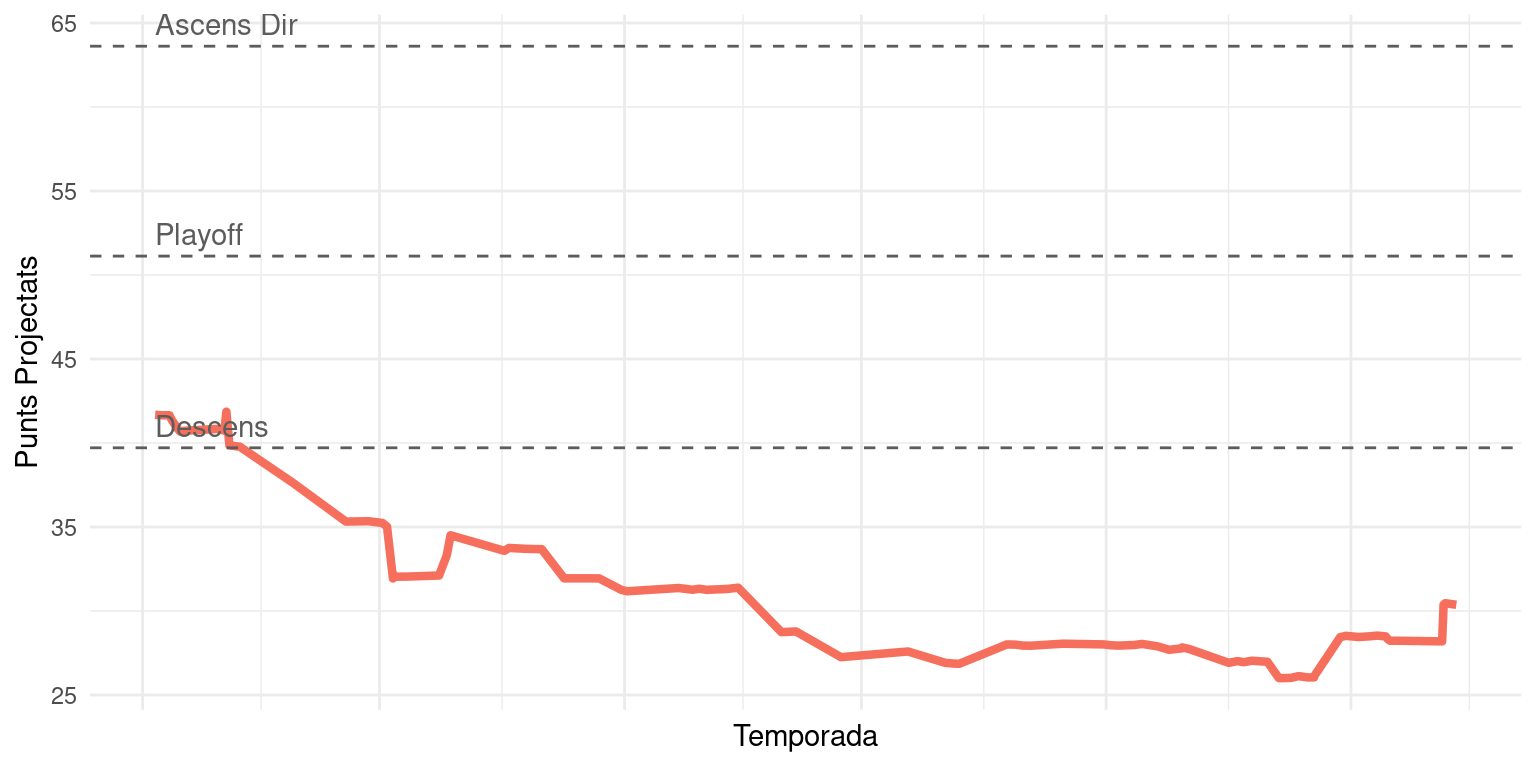 65
Ascens Dir
55
Playoff
45
Descens
35
25
Punts Projectats
Temporada